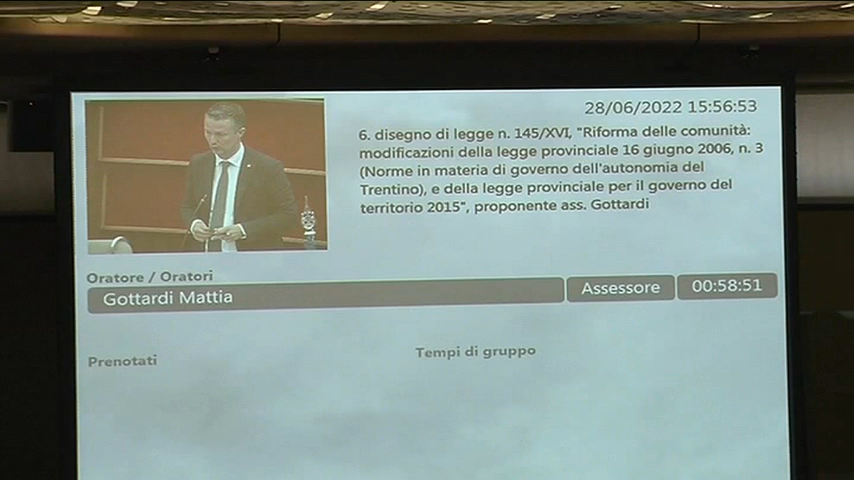 28/06/2022 15:56:53
6. disegno di legge n. 145/XVI, "Riforma delle comunità:
modificazioni della legge provinciale 16 giugno 2006, n. 3
(Norme in materia di governo dell'autonomia del
Trentino), e della legge provinciale per il governo del
territorio 2015", proponente ass. Gottardi
Oratore / Oratori
Gottardi Mattia Assessore 00:58:51
Prenotati Tempi di gruppo